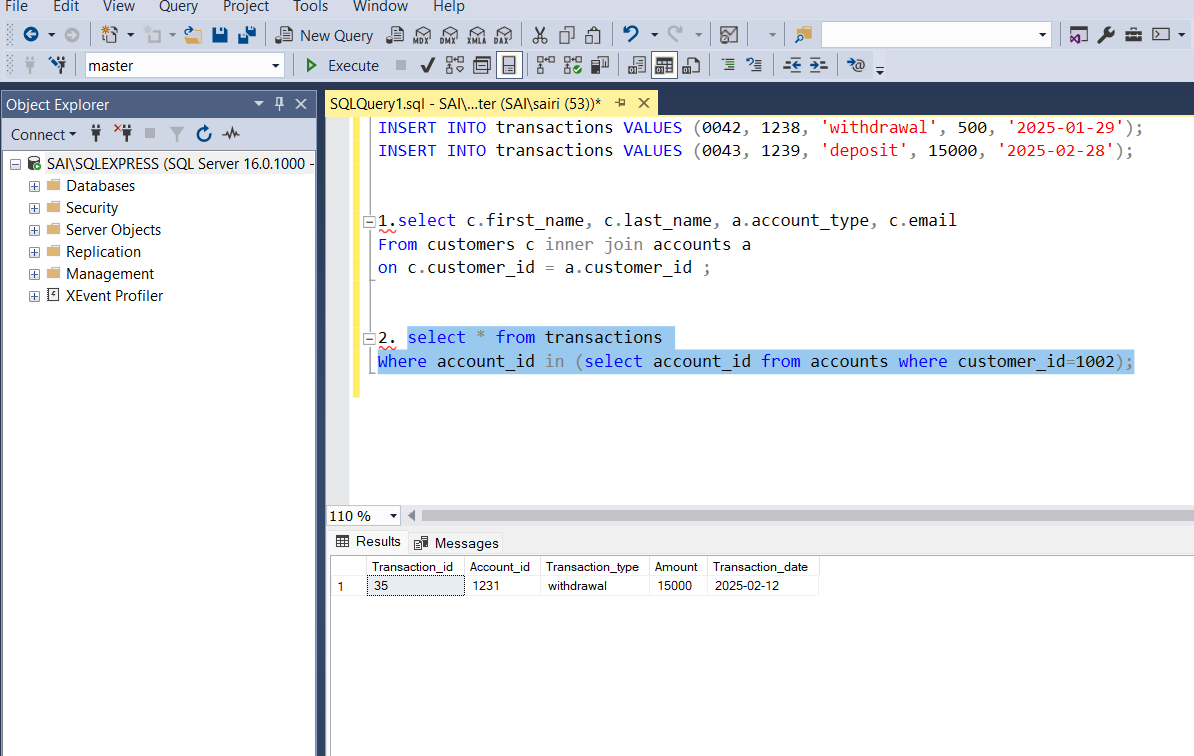 File Edit View Query Project Tools Window Help
New Query MDX DMX XMLA DAX
master Execute
Object Explorer
Connect
SAI\SQLEXPRESS (SQL Server 16.0.1000 -
Databases
Security
Server Objects
Replication
Management
XEvent Profiler
SQLQuery1.sql - SAI\...ter (SAI\sairi (53))*
INSERT INTO transactions VALUES (0042, 1238, 'withdrawal', 500, '2025-01-29');
INSERT INTO transactions VALUES (0043, 1239, 'deposit', 15000, '2025-02-28');
1.select c.first_name, c.last_name, a.account_type, c.email
From customers c inner join accounts a
on c.customer_id = a.customer_id ;
2. select * from transactions
Where account_id in (select account_id from accounts where customer_id=1002);
110 %
Results Messages
Transaction_id Account_id Transaction_type Amount Transaction_date
1 35 1231 withdrawal 15000 2025-02-12